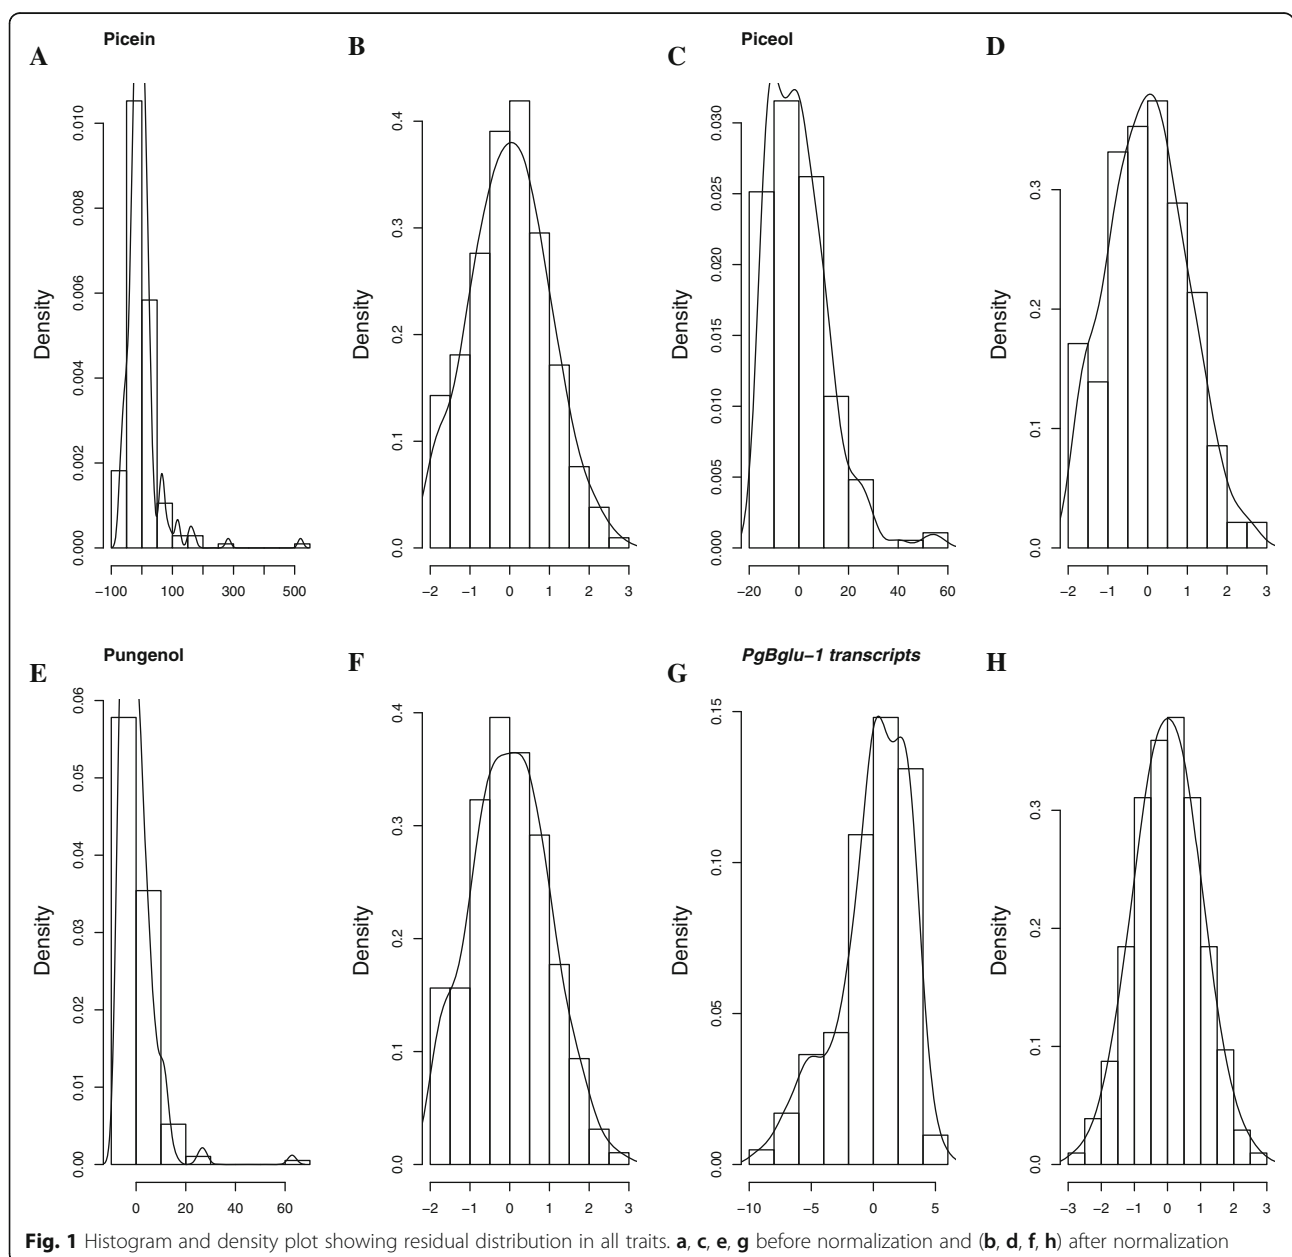 A
Picein
B
C
Piceol
D
Density
0.000 0.002 0.004 0.006 0.008 0.010
−100 100 300 500
Density
0.0 0.1 0.2 0.3 0.4
−2 −1 0 1 2 3
Density
0.000 0.005 0.010 0.015 0.020 0.025 0.030
−20 0 20 40 60
Density
0.0 0.1 0.2 0.3
−2 −1 0 1 2 3
E
Pungenol
F
G
PgBglu−1 transcripts
H
Density
0.00 0.01 0.02 0.03 0.04 0.05 0.06
0 20 40 60
Density
0.0 0.1 0.2 0.3 0.4
−2 −1 0 1 2 3
Density
0.00 0.05 0.10 0.15
−10 −5 0 5
Density
0.0 0.1 0.2 0.3
−3 −2 −1 0 1 2 3
Fig. 1 Histogram and density plot showing residual distribution in all traits. a, c, e, g before normalization and (b, d, f, h) after normalization